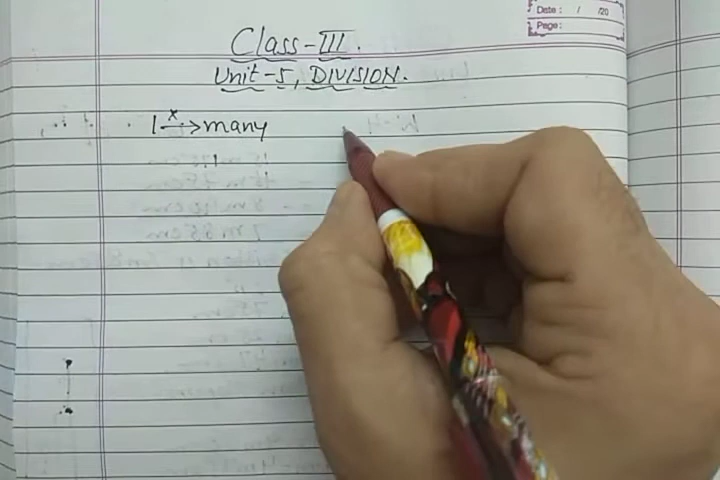 Date : / /20
Page:
Class-III.
Unit-5, DIVISION.
1 x→ many